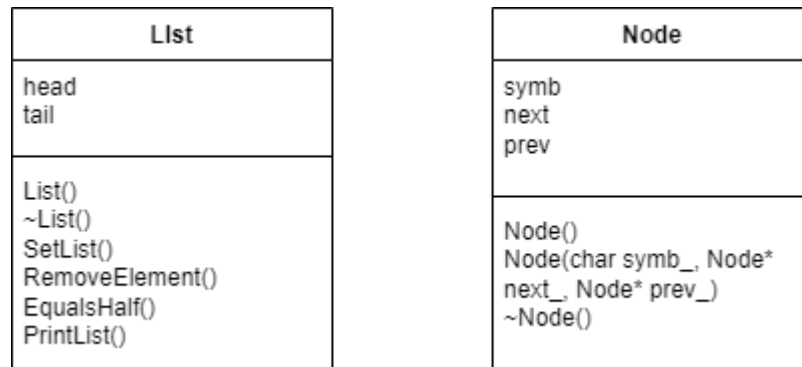 LIst
head
tail
List()
~List()
SetList()
RemoveElement()
EqualsHalf()
PrintList()
Node
symb
next
prev
Node()
Node(char symb_, Node*
next_, Node* prev_)
~Node()